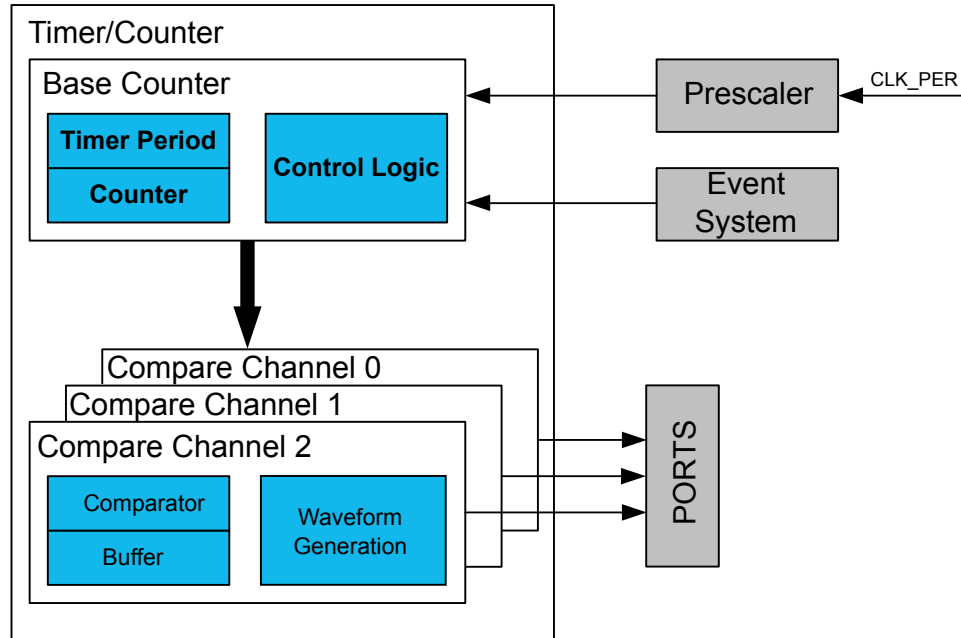 Timer/Counter
Base Counter
Timer Period
Counter
Control Logic
Prescaler
CLK_PER
Event
System
Compare Channel 0
Compare Channel 1
Compare Channel 2
Comparator
Buffer
Waveform
Generation
PORTS